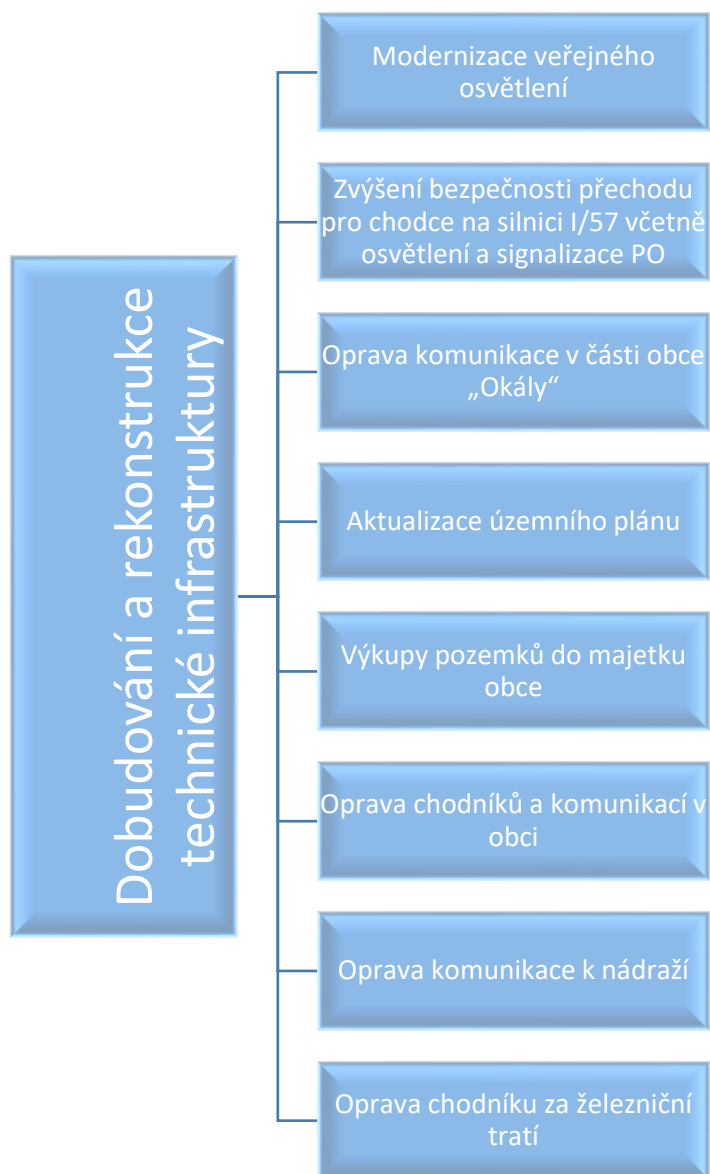 Dobudování a rekonstrukce
technické infrastruktury
Modernizace veřejného
osvětlení
Zvýšení bezpečnosti přechodu
pro chodce na silnici I/57 včetně
osvětlení a signalizace PO
Oprava komunikace v části obce
„Okály“
Aktualizace územního plánu
Výkupy pozemků do majetku
obce
Oprava chodníků a komunikací v
obci
Oprava komunikace k nádraží
Oprava chodníku za železniční
tratí